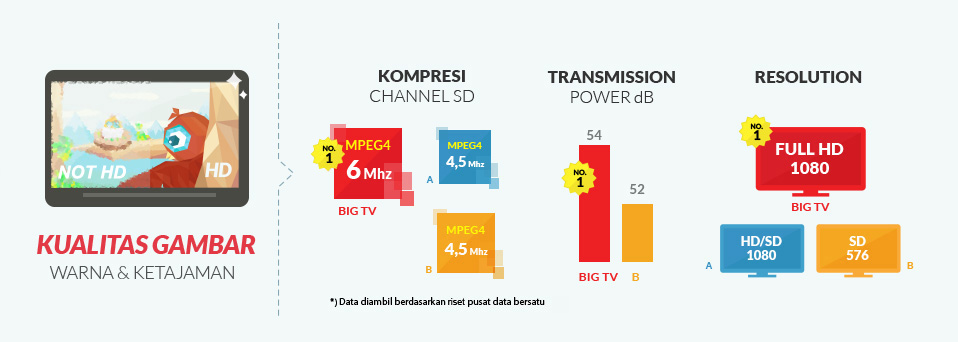 NOT HD
HD
KUALITAS GAMBAR
WARNA & KETAJAMAN
KOMPRESI
CHANNEL SD
NO.
1
MPEG4
6 Mhz
BIG TV
A
MPEG4
4,5 Mhz
B
MPEG4
4,5 Mhz
TRANSMISSION
POWER dB
54
NO.
1
52
BIG TV
B
RESOLUTION
NO.
1
FULL HD
1080
BIG TV
A
HD/SD
1080
SD
576
B
*) Data diambil berdasarkan riset pusat data bersatu